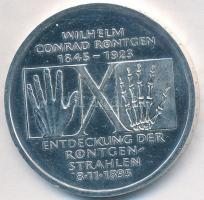 WILHELM
CONRAD RÖNTGEN
1845-1923
X
ENTDECKUNG DER
RÖNTGEN-
STRAHLEN
8·11·1895